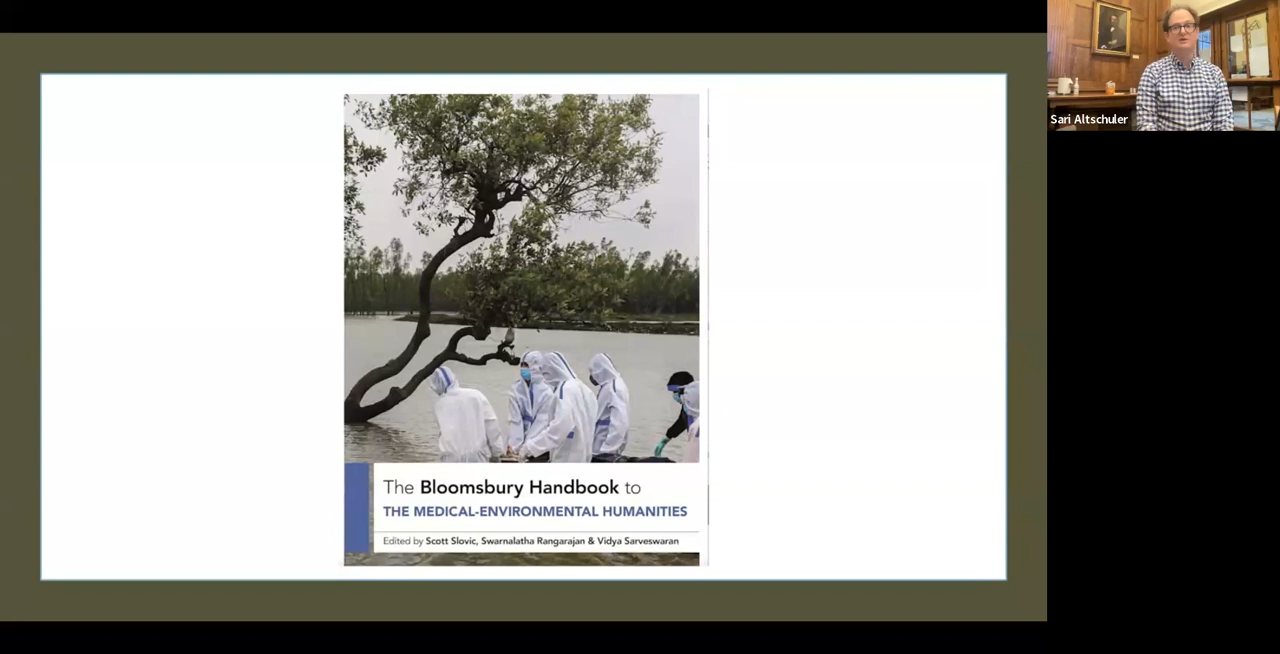 Sari Altschuler
The Bloomsbury Handbook to
THE MEDICAL-ENVIRONMENTAL HUMANITIES
Edited by Scott Slovic, Swarnalatha Rangarajan & Vidya Sarveswaran